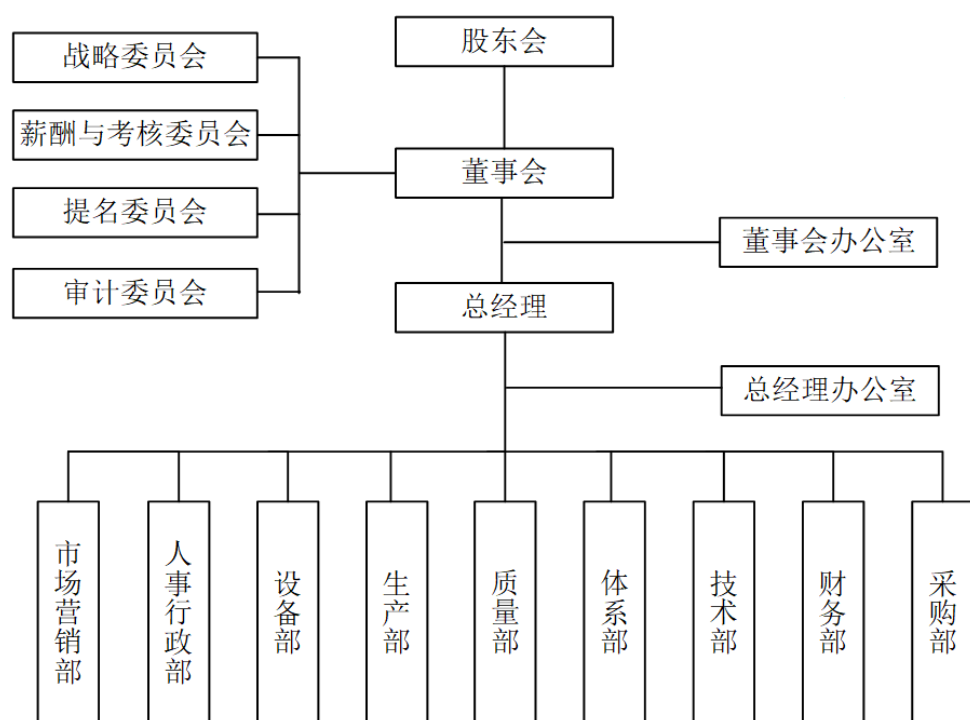 股东会
战略委员会
薪酬与考核委员会
董事会
提名委员会
董事会办公室
审计委员会
总经理
总经理办公室
市场营销部
人事行政部
设备部
生产部
质量部
体系部
技术部
财务部
采购部